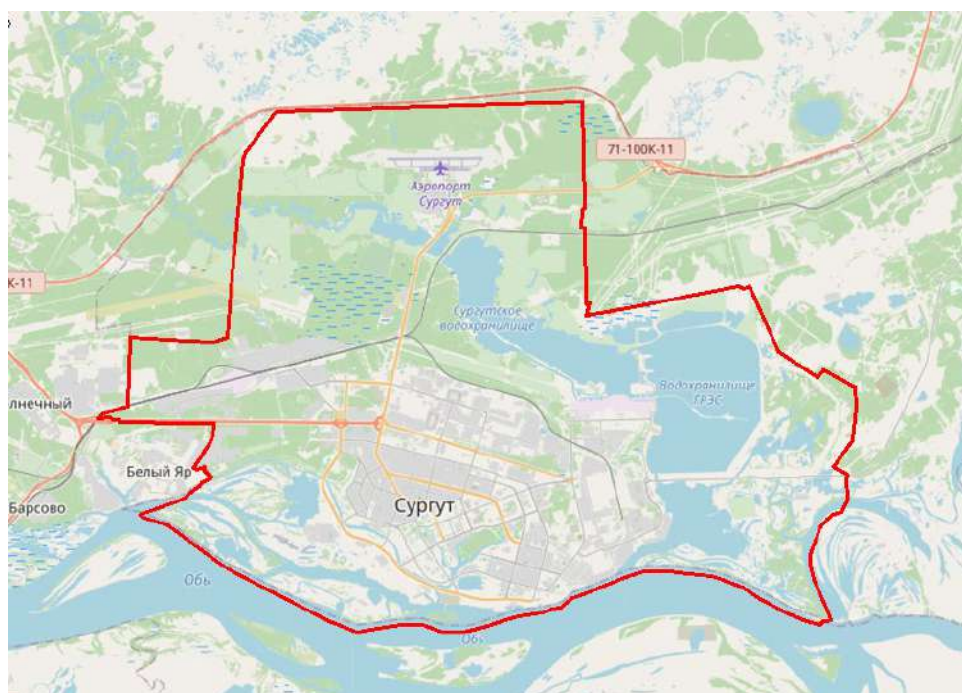 71-100К-11
Аэропорт
Сургут
К-11
Сургутское
водохранилище
Водохранилище
ГРЭС
лнечный
Белый Яр
Барсово
Сургут
Обь
Обь